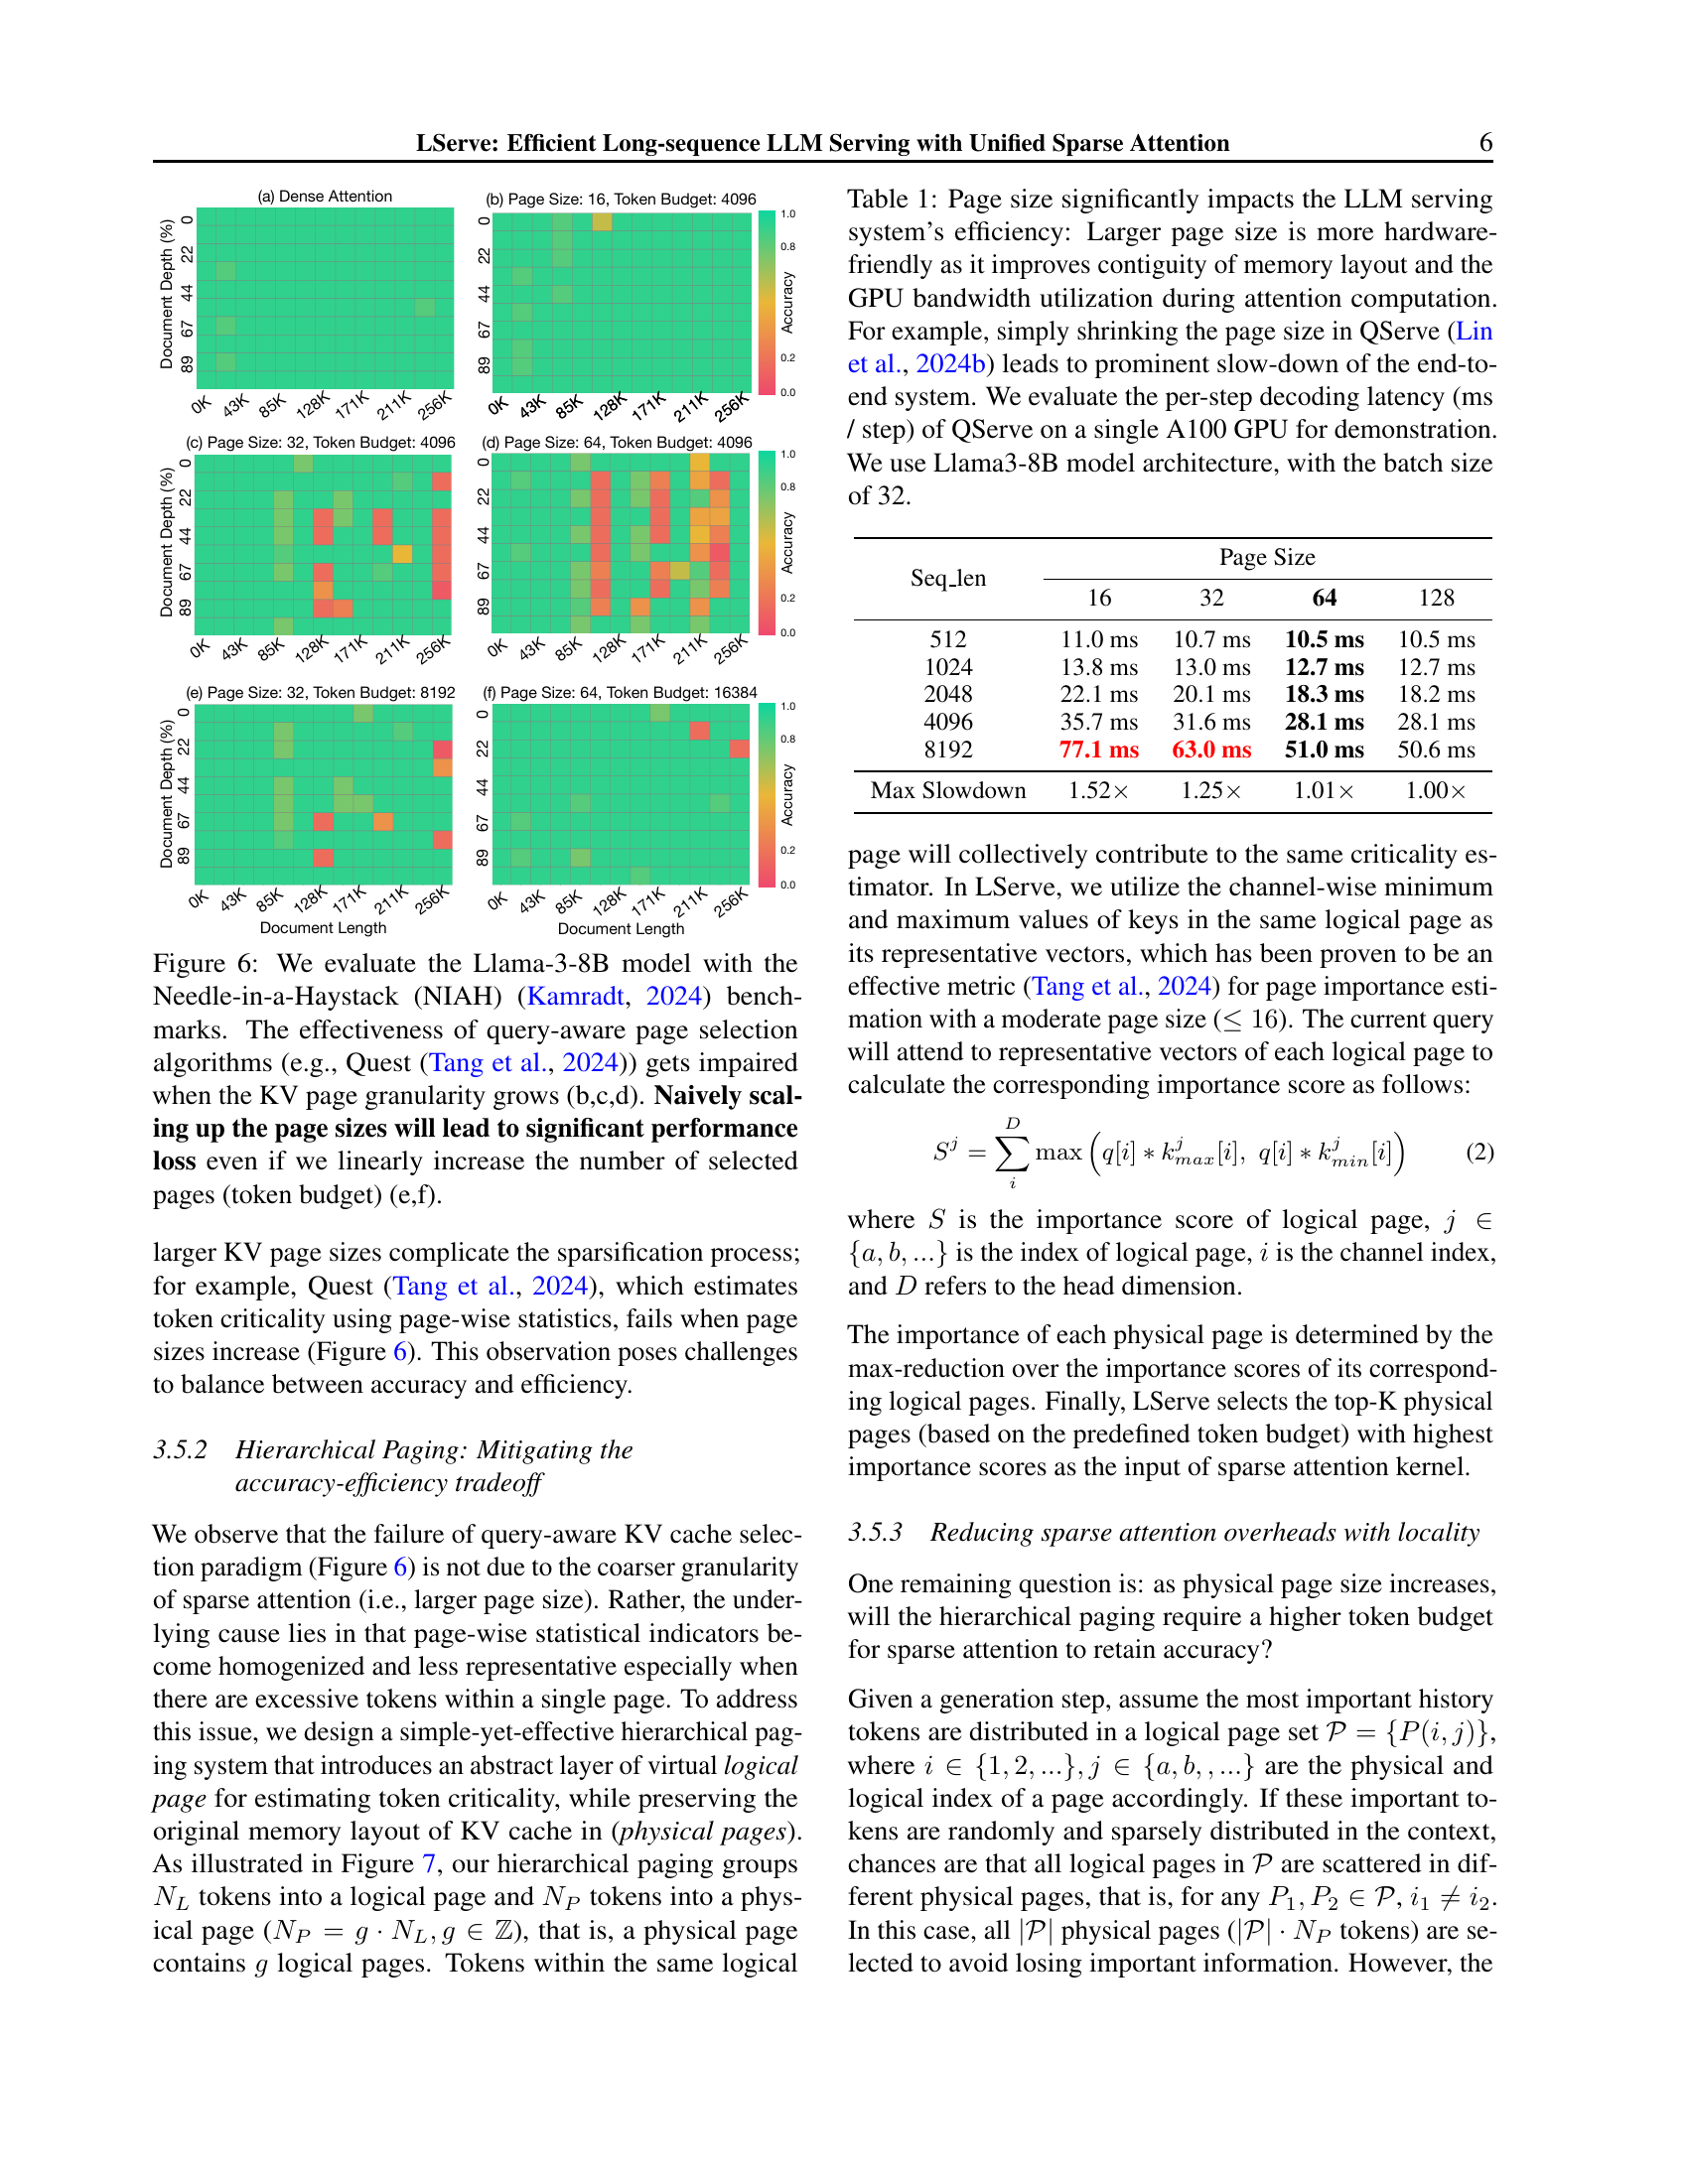 LServe: Efficient Long-sequence LLM Serving with Unified Sparse Attention
6
(a) Dense Attention
Document Depth (%)
0
22
44
67
89
0K
43K
85K
128K
171K
211K
256K
(b) Page Size: 16, Token Budget: 4096
0
22
44
67
89
0K
43K
85K
128K
171K
211K
256K
1.0
0.8
Accuracy
0.2
0.0
(c) Page Size: 32, Token Budget: 4096
Document Depth (%)
0
22
44
67
89
0K
43K
85K
128K
171K
211K
256K
(d) Page Size: 64, Token Budget: 4096
0
22
44
67
89
0K
43K
85K
128K
171K
211K
256K
1.0
0.8
Accuracy
0.2
0.0
(e) Page Size: 32, Token Budget: 8192
Document Depth (%)
0
22
44
67
89
0K
43K
85K
128K
171K
211K
256K
Document Length
(f) Page Size: 64, Token Budget: 16384
0
22
44
67
89
0K
43K
85K
128K
171K
211K
256K
Document Length
1.0
0.8
Accuracy
0.2
0.0
Figure 6: We evaluate the Llama-3-8B model with the
Needle-in-a-Haystack (NIAH) (Kamradt, 2024) bench-
marks. The effectiveness of query-aware page selection
algorithms (e.g., Quest (Tang et al., 2024)) gets impaired
when the KV page granularity grows (b,c,d). Naively scal-
ing up the page sizes will lead to significant performance
loss even if we linearly increase the number of selected
pages (token budget) (e,f).
larger KV page sizes complicate the sparsification process;
for example, Quest (Tang et al., 2024), which estimates
token criticality using page-wise statistics, fails when page
sizes increase (Figure 6). This observation poses challenges
to balance between accuracy and efficiency.
3.5.2 Hierarchical Paging: Mitigating the
accuracy-efficiency tradeoff
We observe that the failure of query-aware KV cache selec-
tion paradigm (Figure 6) is not due to the coarser granularity
of sparse attention (i.e., larger page size). Rather, the under-
lying cause lies in that page-wise statistical indicators be-
come homogenized and less representative especially when
there are excessive tokens within a single page. To address
this issue, we design a simple-yet-effective hierarchical pag-
ing system that introduces an abstract layer of virtual logical
page for estimating token criticality, while preserving the
original memory layout of KV cache in (physical pages).
As illustrated in Figure 7, our hierarchical paging groups
N_L tokens into a logical page and N_P tokens into a phys-
ical page (N_P = g · N_L, g ∈ ℤ), that is, a physical page
contains g logical pages. Tokens within the same logical
Table 1: Page size significantly impacts the LLM serving
system's efficiency: Larger page size is more hardware-
friendly as it improves contiguity of memory layout and the
GPU bandwidth utilization during attention computation.
For example, simply shrinking the page size in QServe (Lin
et al., 2024b) leads to prominent slow-down of the end-to-
end system. We evaluate the per-step decoding latency (ms
/ step) of QServe on a single A100 GPU for demonstration.
We use Llama3-8B model architecture, with the batch size
of 32.
Seq_len Page Size
16 32 64 128
512 11.0 ms 10.7 ms 10.5 ms 10.5 ms
1024 13.8 ms 13.0 ms 12.7 ms 12.7 ms
2048 22.1 ms 20.1 ms 18.3 ms 18.2 ms
4096 35.7 ms 31.6 ms 28.1 ms 28.1 ms
8192 77.1 ms 63.0 ms 51.0 ms 50.6 ms
Max Slowdown 1.52× 1.25× 1.01× 1.00×
page will collectively contribute to the same criticality es-
timator. In LServe, we utilize the channel-wise minimum
and maximum values of keys in the same logical page as
its representative vectors, which has been proven to be an
effective metric (Tang et al., 2024) for page importance esti-
mation with a moderate page size (≤ 16). The current query
will attend to representative vectors of each logical page to
calculate the corresponding importance score as follows:
S^j = ∑_i^D max (q[i] * k^j_max[i], q[i] * k^j_min[i]) (2)
where S is the importance score of logical page, j ∈
{a, b, ...} is the index of logical page, i is the channel index,
and D refers to the head dimension.
The importance of each physical page is determined by the
max-reduction over the importance scores of its correspond-
ing logical pages. Finally, LServe selects the top-K physical
pages (based on the predefined token budget) with highest
importance scores as the input of sparse attention kernel.
3.5.3 Reducing sparse attention overheads with locality
One remaining question is: as physical page size increases,
will the hierarchical paging require a higher token budget
for sparse attention to retain accuracy?
Given a generation step, assume the most important history
tokens are distributed in a logical page set 𝒫 = {P(i, j)},
where i ∈ {1, 2, ...}, j ∈ {a, b, , ...} are the physical and
logical index of a page accordingly. If these important to-
kens are randomly and sparsely distributed in the context,
chances are that all logical pages in 𝒫 are scattered in dif-
ferent physical pages, that is, for any P_1, P_2 ∈ 𝒫, i_1 ≠ i_2.
In this case, all |𝒫| physical pages (|𝒫| · N_P tokens) are se-
lected to avoid losing important information. However, the